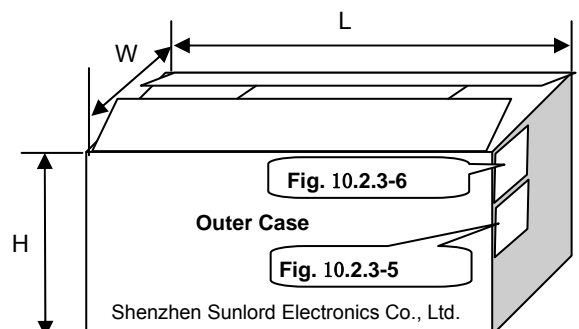 L
W
Fig. 10.2.3-6
Outer Case
H
Fig. 10.2.3-5
Shenzhen Sunlord Electronics Co., Ltd.